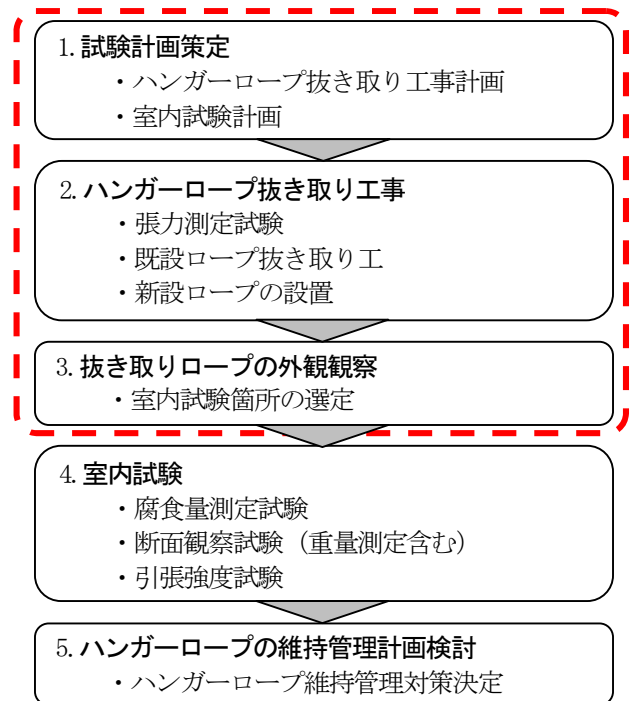 1. 試験計画策定
・ハンガーロープ抜き取り工事計画
・室内試験計画
2. ハンガーロープ抜き取り工事
・張力測定試験
・既設ロープ抜き取り工
・新設ロープの設置
3. 抜き取りロープの外観観察
・室内試験箇所の選定
4. 室内試験
・腐食量測定試験
・断面観察試験（重量測定含む）
・引張強度試験
5. ハンガーロープの維持管理計画検討
・ハンガーロープ維持管理対策決定